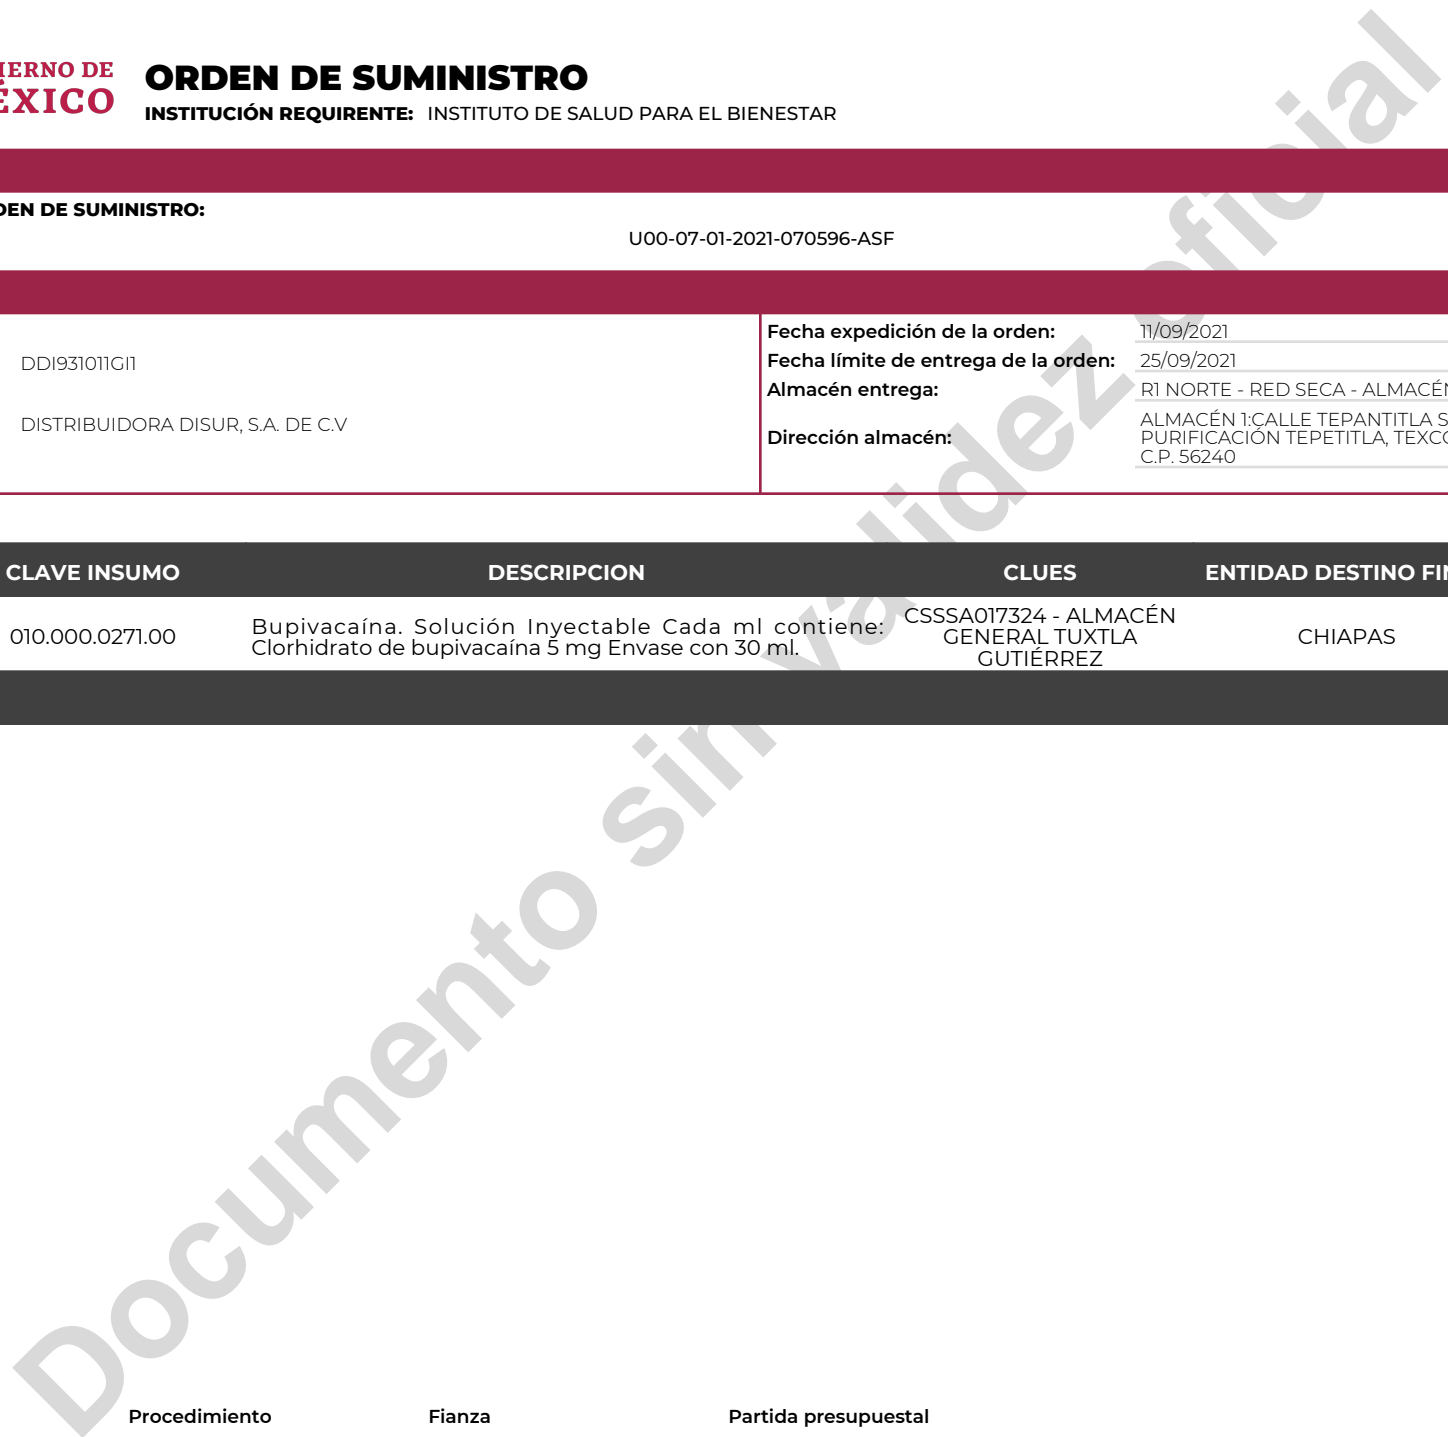 IERNO DE
ÉXICO
ORDEN DE SUMINISTRO
INSTITUCIÓN REQUIRENTE: INSTITUTO DE SALUD PARA EL BIENESTAR
DEN DE SUMINISTRO:
U00-07-01-2021-070596-ASF
DDI931011GI1
DISTRIBUIDORA DISUR, S.A. DE C.V
Fecha expedición de la orden: 11/09/2021
Fecha límite de entrega de la orden: 25/09/2021
Almacén entrega: R1 NORTE - RED SECA - ALMACÉN
Dirección almacén: ALMACÉN 1:CALLE TEPANTITLA S
PURIFICACIÓN TEPETITLA, TEXCO
C.P. 56240
CLAVE INSUMO DESCRIPCION CLUES ENTIDAD DESTINO FIN
010.000.0271.00
Bupivacaína. Solución Inyectable Cada ml contiene:
Clorhidrato de bupivacaína 5 mg Envase con 30 ml.
CSSSA017324 - ALMACÉN
GENERAL TUXTLA
GUTIÉRREZ
CHIAPAS
Documento sin validez oficial
Procedimiento Fianza Partida presupuestal